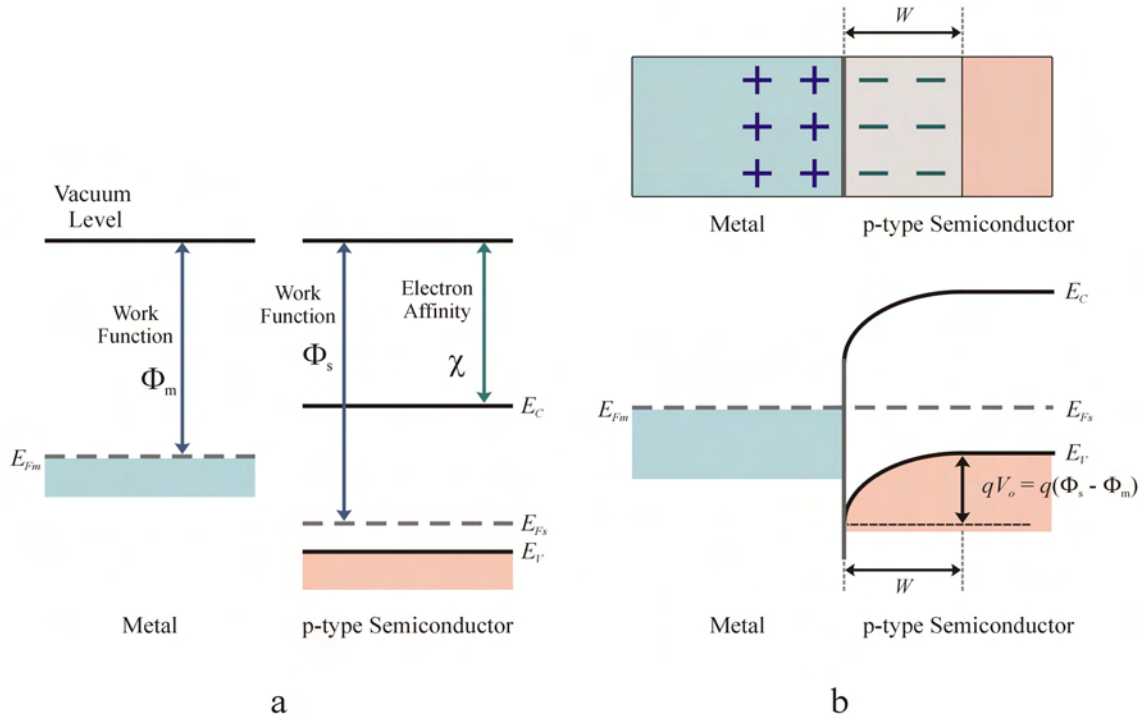 Vacuum
Level
Work
Function
Φm
EFm
Work
Function
Φs
Electron
Affinity
χ
EC
EFs
EV
Metal
p-type Semiconductor
a
W
+ +
− −
+ +
− −
+ +
− −
Metal
p-type Semiconductor
EC
EFm
EFs
EV
qVo = q(Φs - Φm)
W
Metal
p-type Semiconductor
b